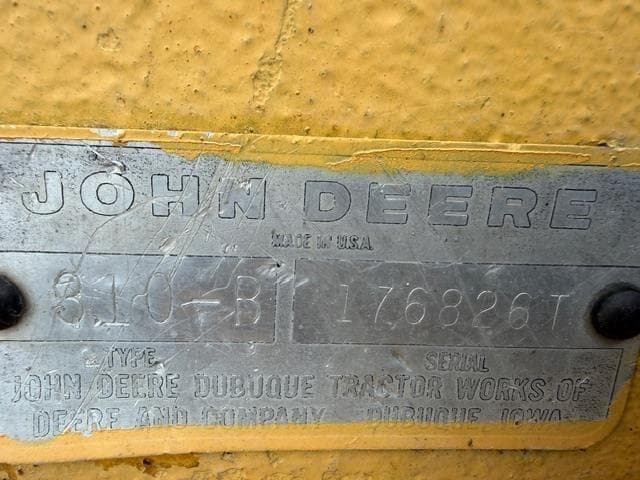 JOHN DEERE
MADE IN U.S.A.
310-B 176826T
TYPE SERIAL
JOHN DEERE DUBUQUE TRACTOR WORKS OF
DEERE AND COMPANY DUBUQUE IOWA